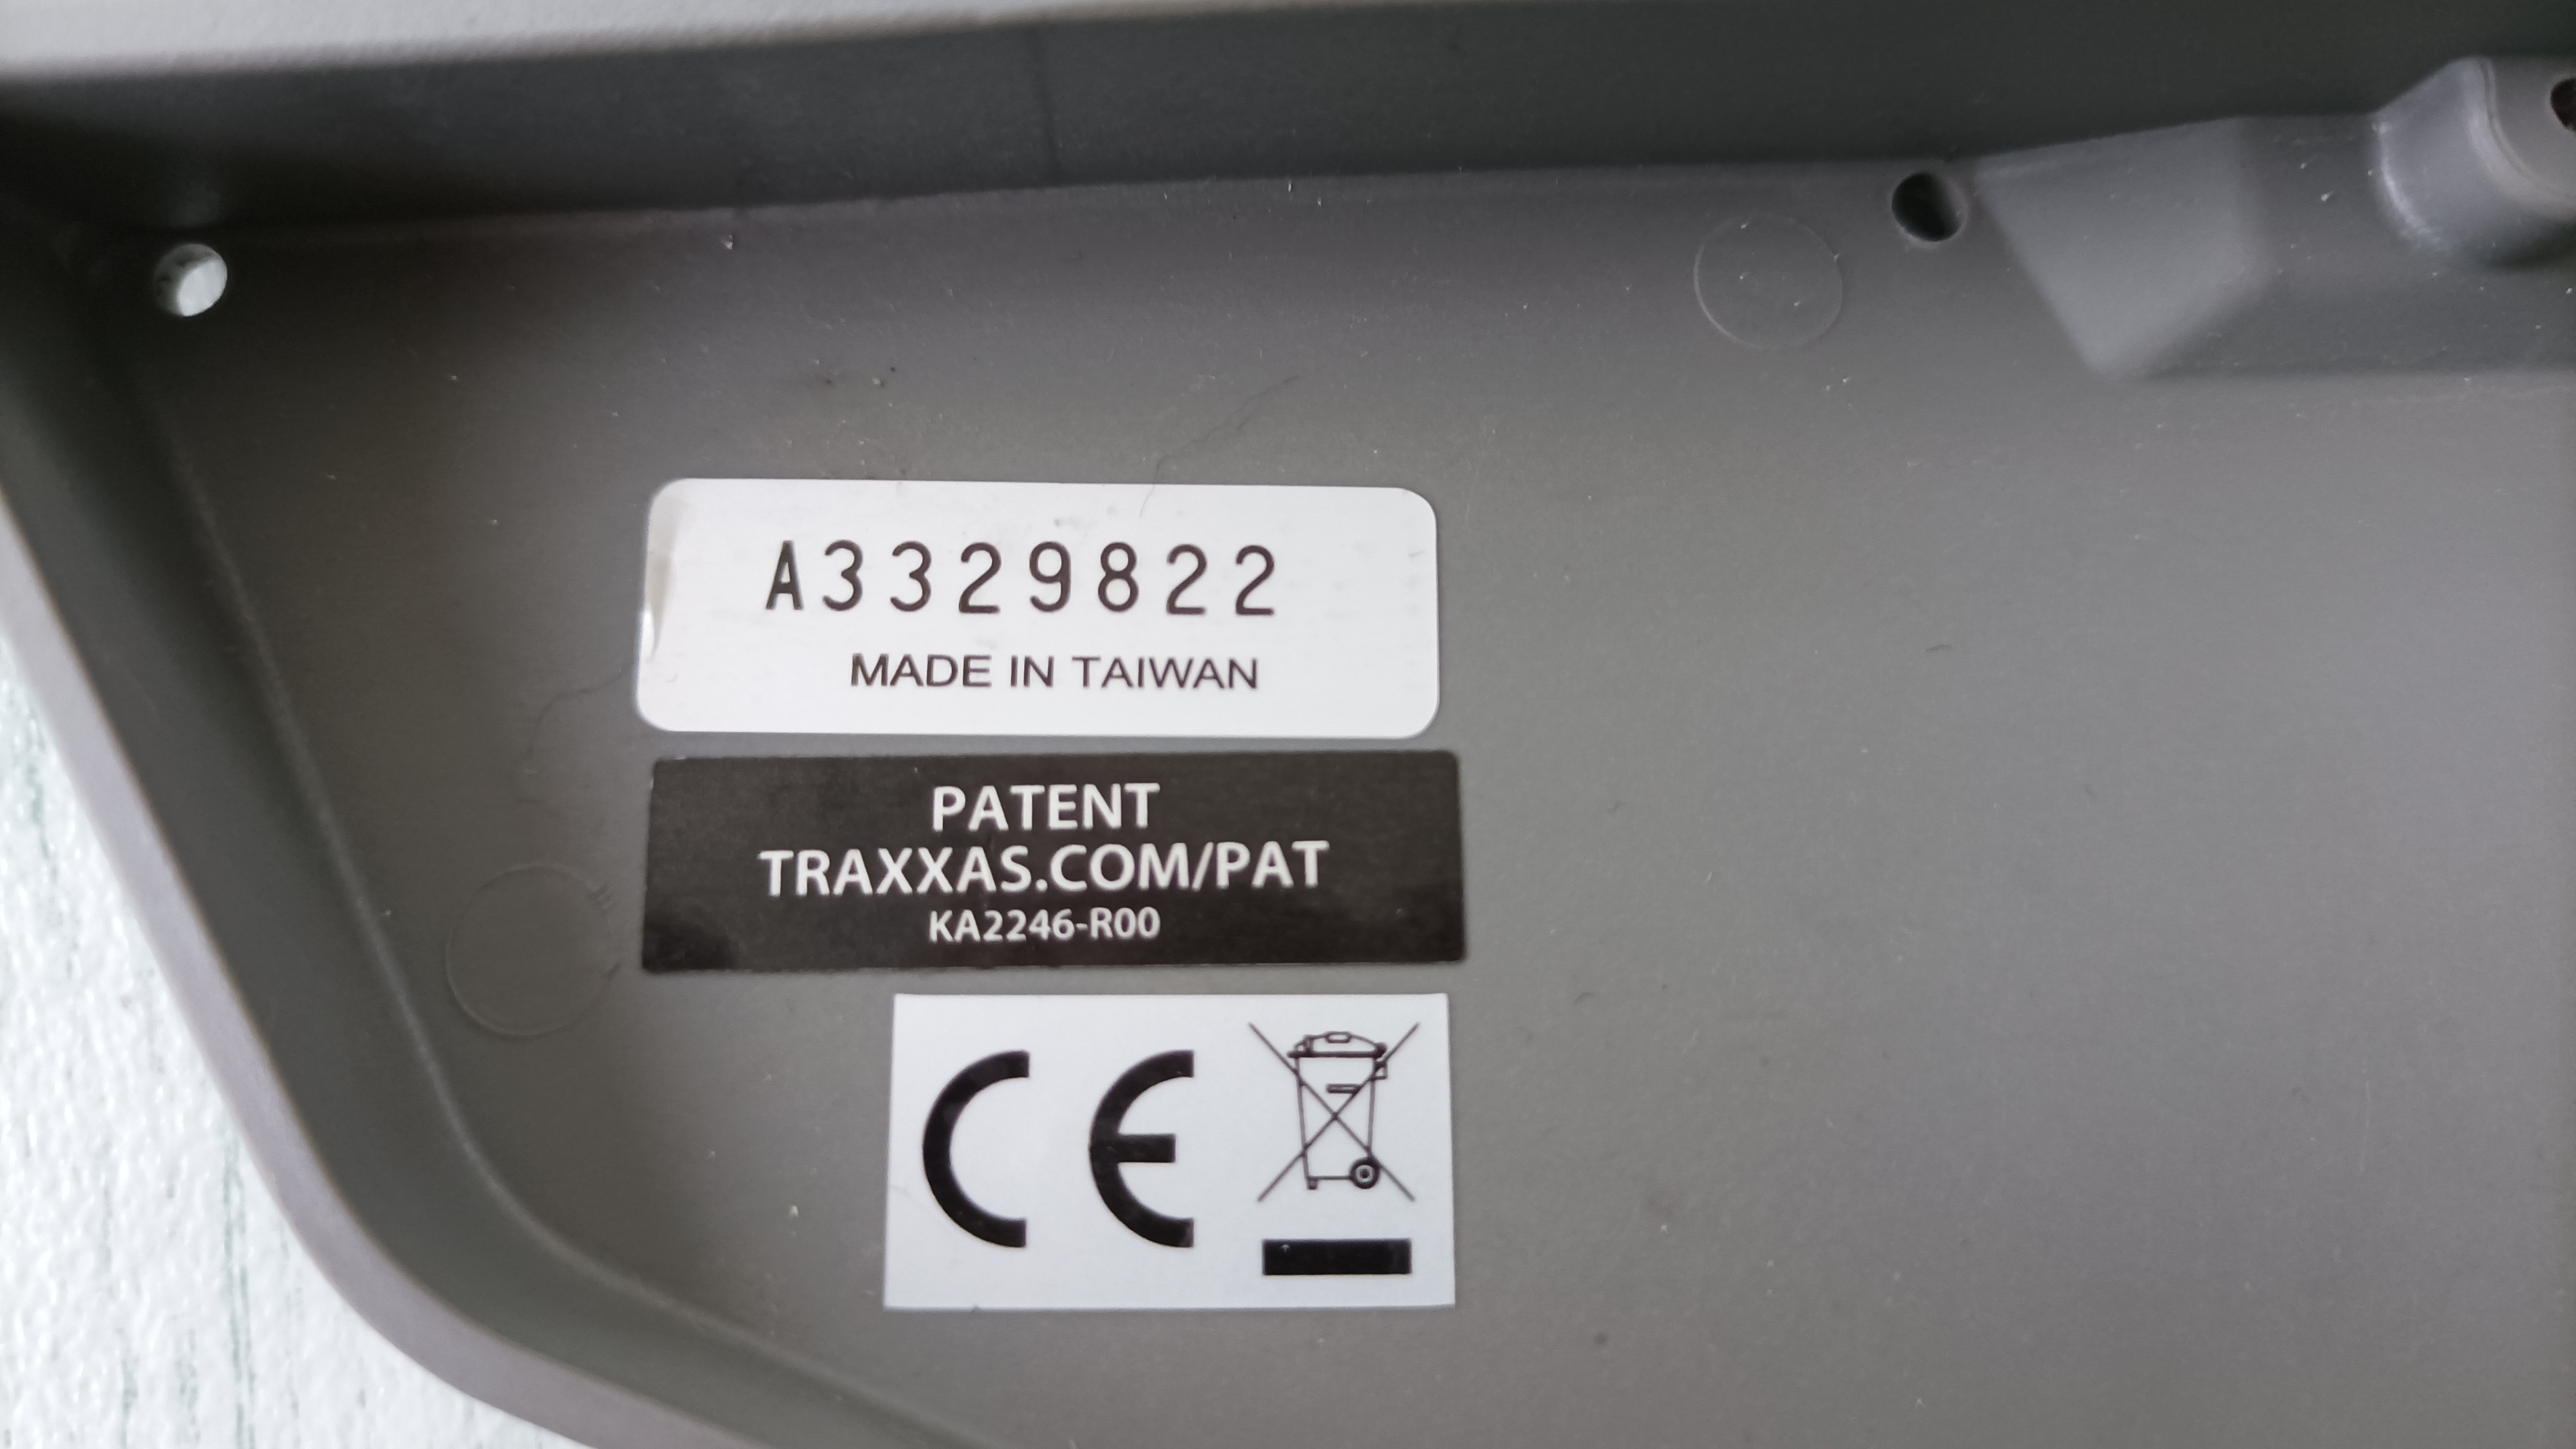 A3329822
MADE IN TAIWAN
PATENT
TRAXXAS.COM/PAT
KA2246-R00
CE